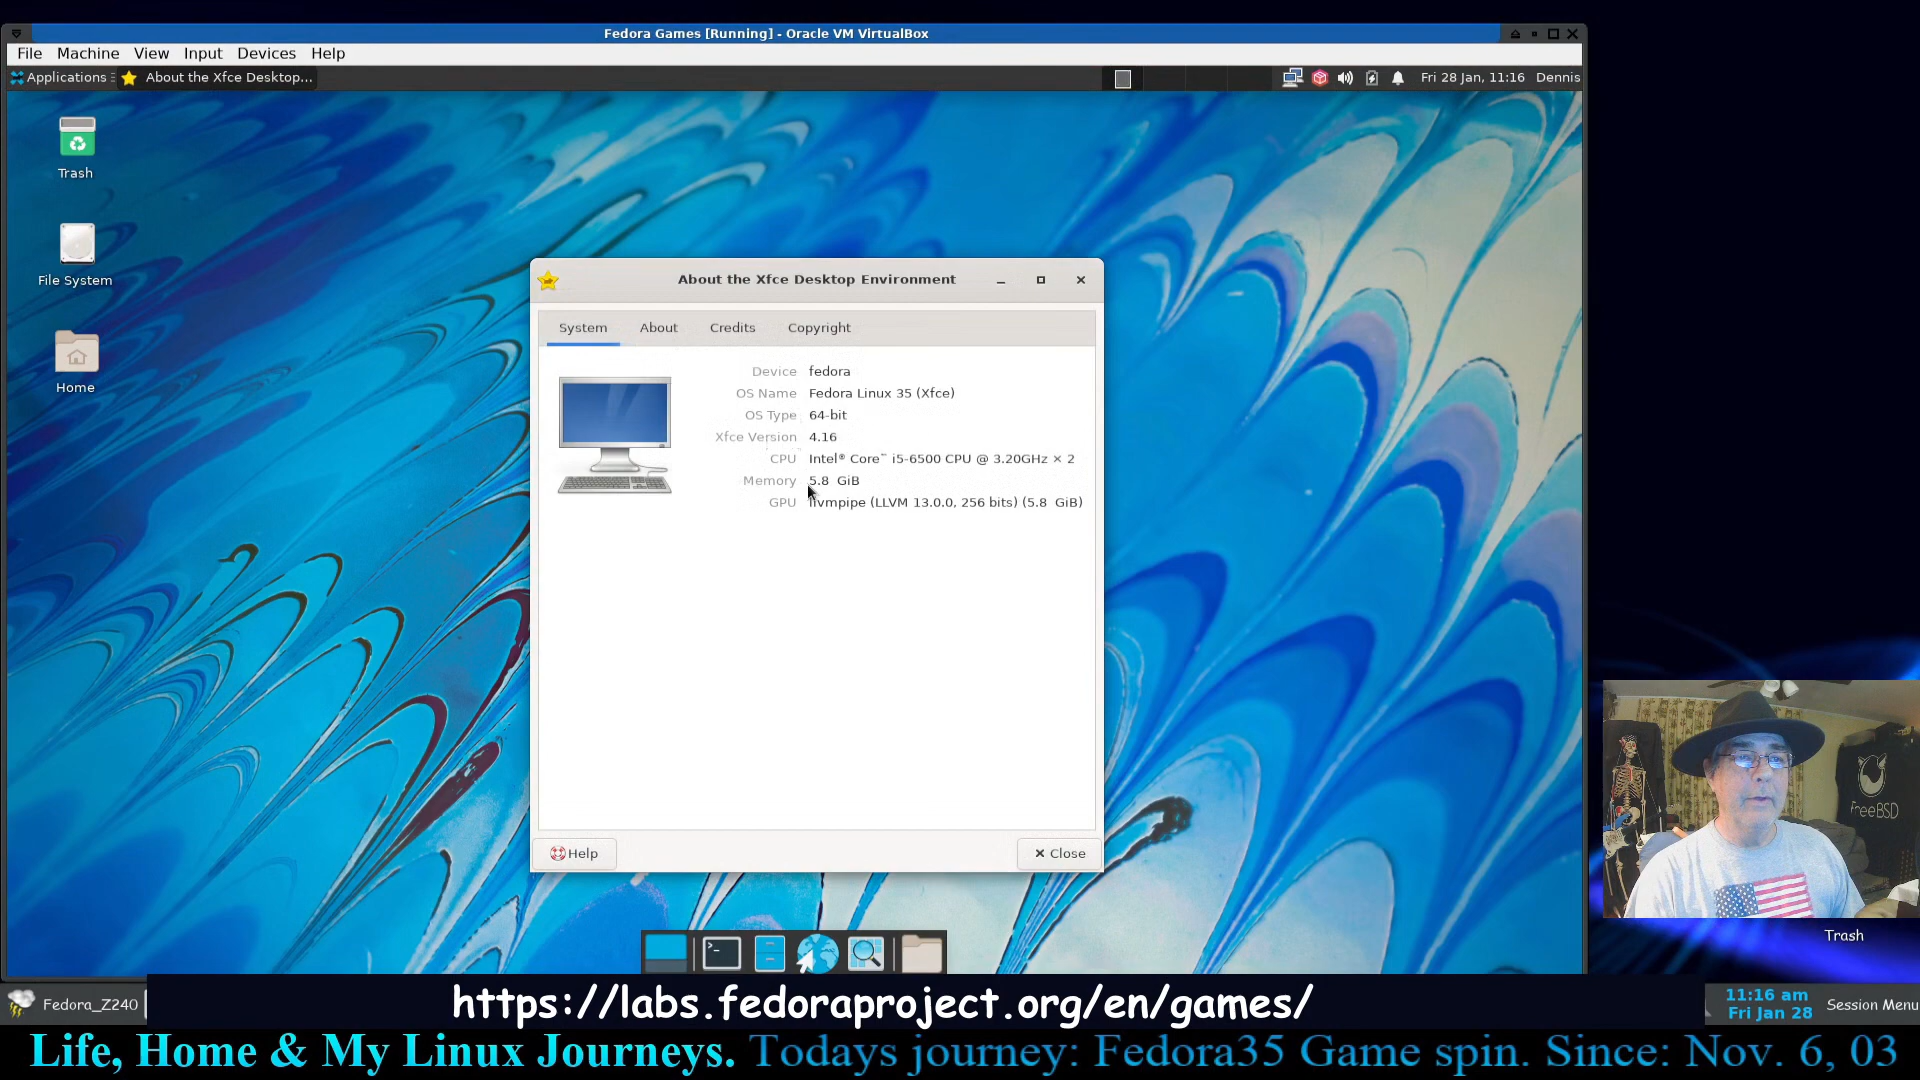 Fedora Games [Running] - Oracle VM VirtualBox
File Machine View Input Devices Help
Applications About the Xfce Desktop... Fri 28 Jan, 11:16 Dennis
Trash
File System
Home
About the Xfce Desktop Environment
System About Credits Copyright
Device fedora
OS Name Fedora Linux 35 (Xfce)
OS Type 64-bit
Xfce Version 4.16
CPU Intel® Core™ i5-6500 CPU @ 3.20GHz × 2
Memory 5.8 GiB
GPU llvmpipe (LLVM 13.0.0, 256 bits) (5.8 GiB)
Help Close
FreeBSD
Trash
Fedora_Z240
https://labs.fedoraproject.org/en/games/
11:16 am
Fri Jan 28
Session Menu
Life, Home & My Linux Journeys. Todays journey: Fedora35 Game spin. Since: Nov. 6, 03